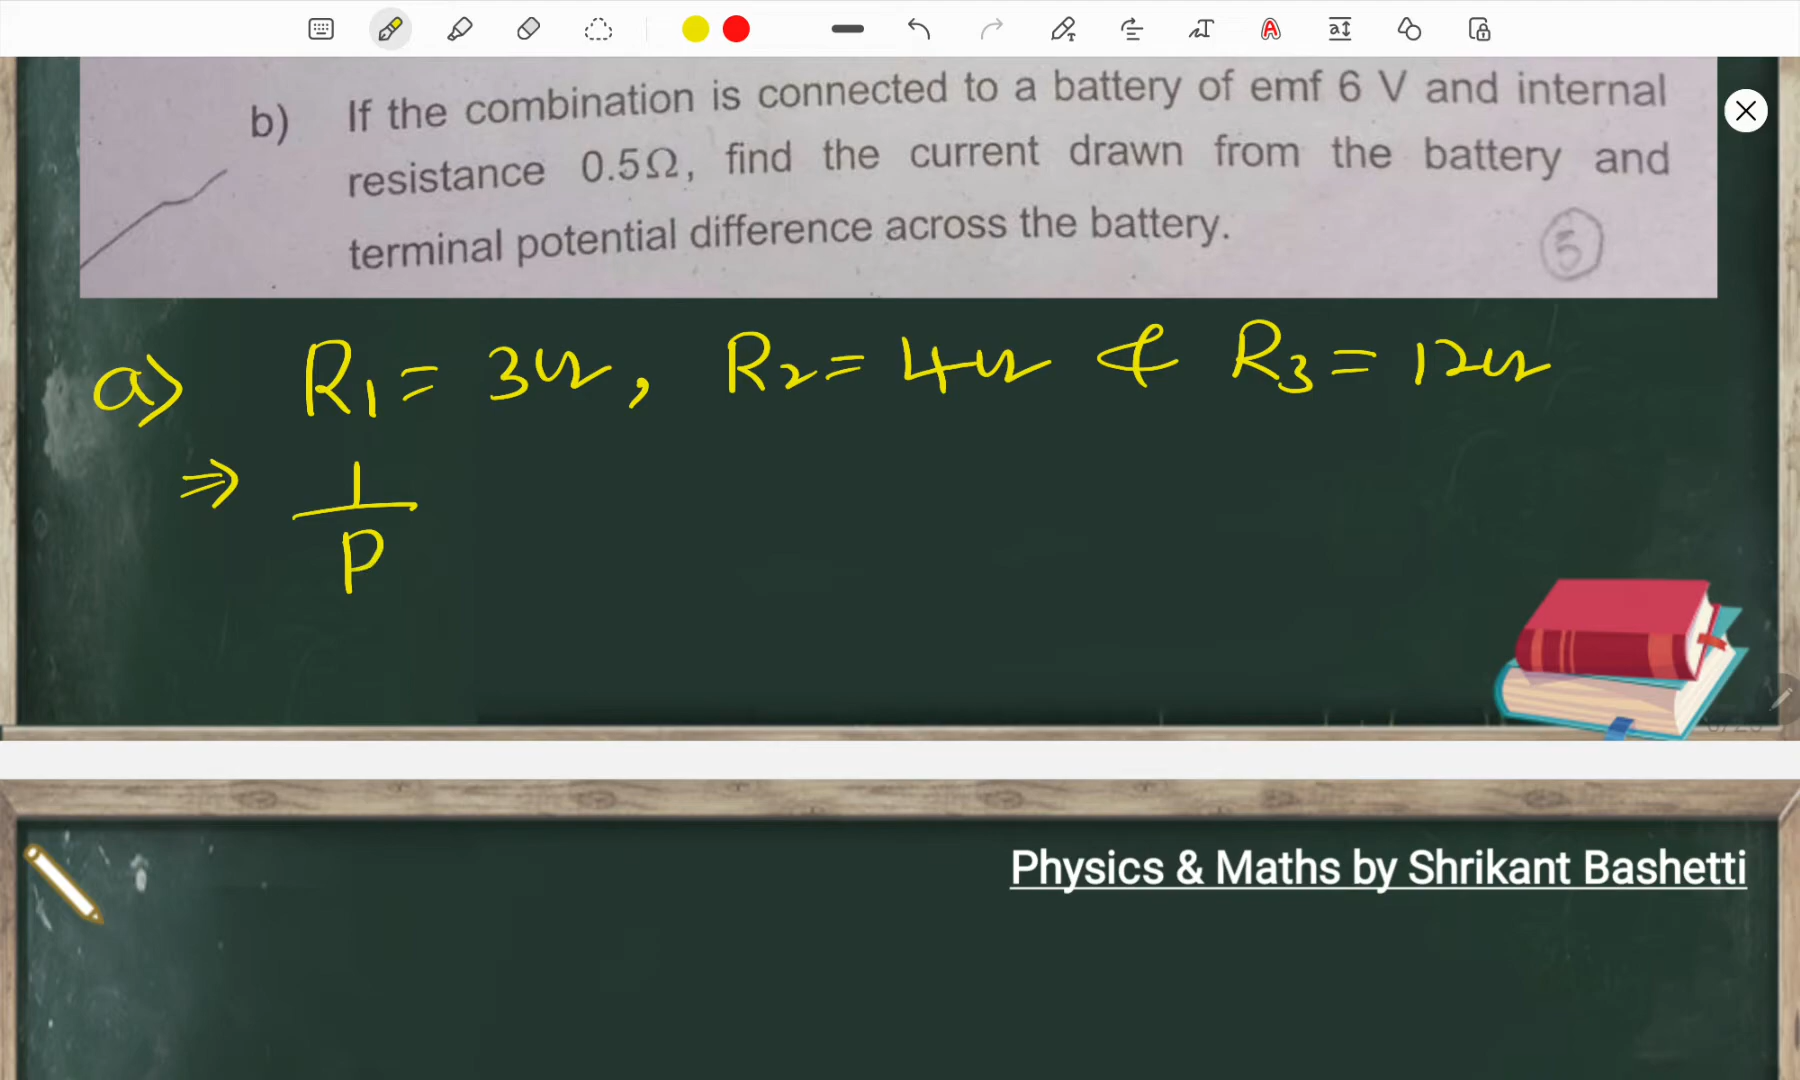 b) If the combination is connected to a battery of emf 6 V and internal
resistance 0.5Ω, find the current drawn from the battery and
terminal potential difference across the battery.
5
a) R1 = 3Ω, R2 = 4Ω & R3 = 12Ω
⇒ 1/P
Physics & Maths by Shrikant Bashetti